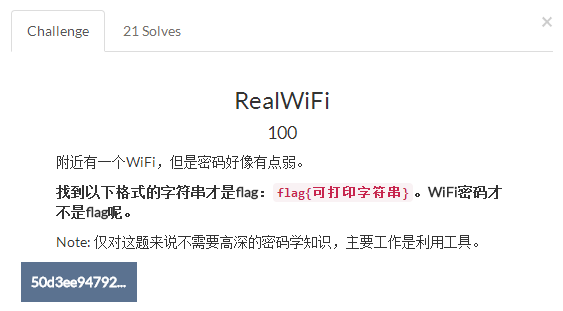 Challenge
21 Solves
×
RealWiFi
100
附近有一个WiFi，但是密码好像有点弱。
找到以下格式的字符串才是flag：flag{可打印字符串}。WiFi密码才
不是flag呢。
Note: 仅对这题来说不需要高深的密码学知识，主要工作是利用工具。
50d3ee94792...